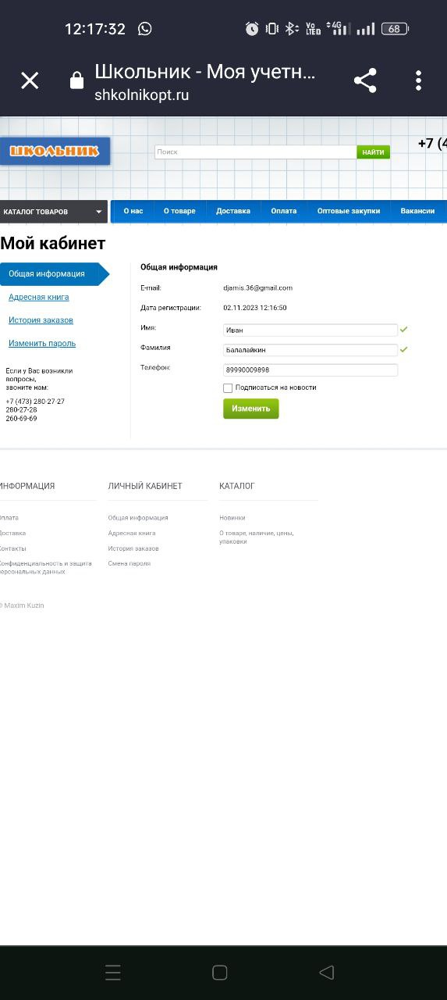 12:17:32
Vo LTED 4G 68
Школьник - Моя учетн...
shkolnikopt.ru
ШКОЛЬНИК
Поиск
НАЙТИ
+7 (4
КАТАЛОГ ТОВАРОВ
О нас
О товаре
Доставка
Оплата
Оптовые закупки
Вакансии
Мой кабинет
Общая информация
Адресная книга
История заказов
Изменить пароль
Если у Вас возникли
вопросы,
звоните нам:
+7 (473) 280-27-27
280-27-28
260-69-69
Общая информация
E-mail: djamis.36@gmail.com
Дата регистрации: 02.11.2023 12:16:50
Имя: Иван
Фамилия Балалайкин
Телефон: 89990009898
Подписаться на новости
Изменить
ИНФОРМАЦИЯ
Оплата
Доставка
Контакты
Конфиденциальность и защита
персональных данных
ЛИЧНЫЙ КАБИНЕТ
Общая информация
Адресная книга
История заказов
Смена пароля
КАТАЛОГ
Новинки
О товаре, наличие, цены,
упаковки
© Maxim Kuzin